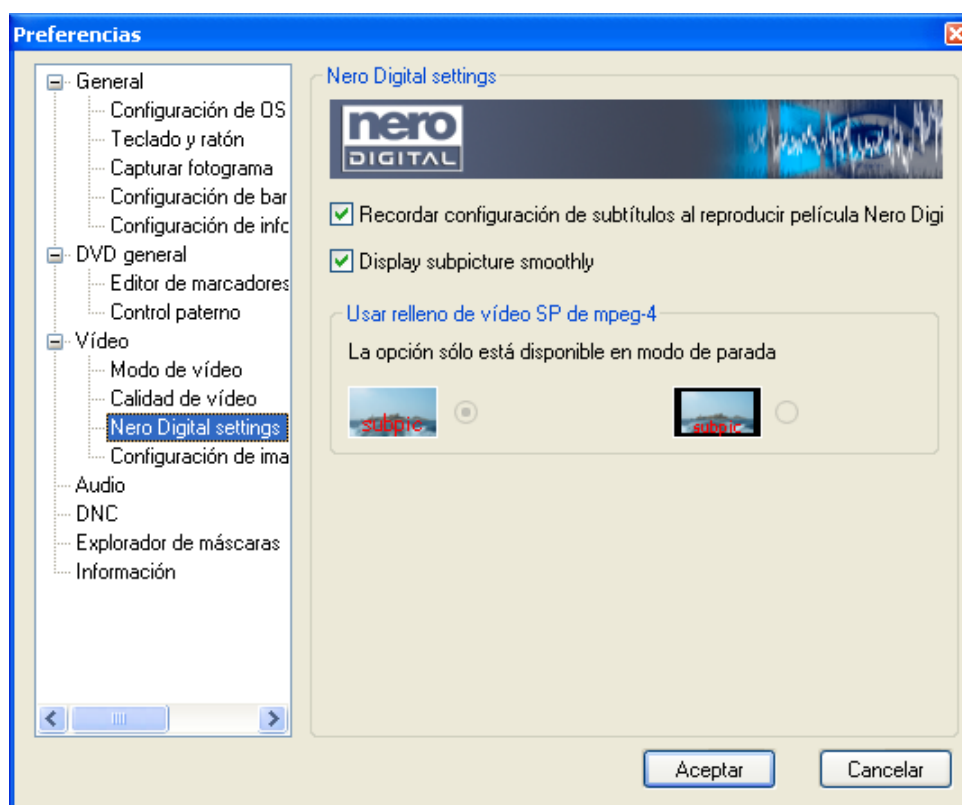 Preferencias
General
Configuración de OS
Teclado y ratón
Capturar fotograma
Configuración de bar
Configuración de infc
DVD general
Editor de marcadores
Control paterno
Vídeo
Modo de vídeo
Calidad de vídeo
Nero Digital settings
Configuración de ima
Audio
DNC
Explorador de máscaras
Información
Nero Digital settings
nero
DIGITAL
Recordar configuración de subtítulos al reproducir película Nero Digi
Display subpicture smoothly
Usar relleno de vídeo SP de mpeg-4
La opción sólo está disponible en modo de parada
subpic
subpic
Aceptar
Cancelar